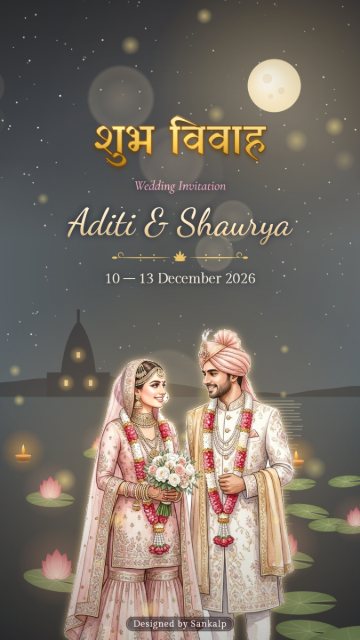 शुभ विवाह
Wedding Invitation
Aditi & Shaurya
10 — 13 December 2026
Designed by Sankalp